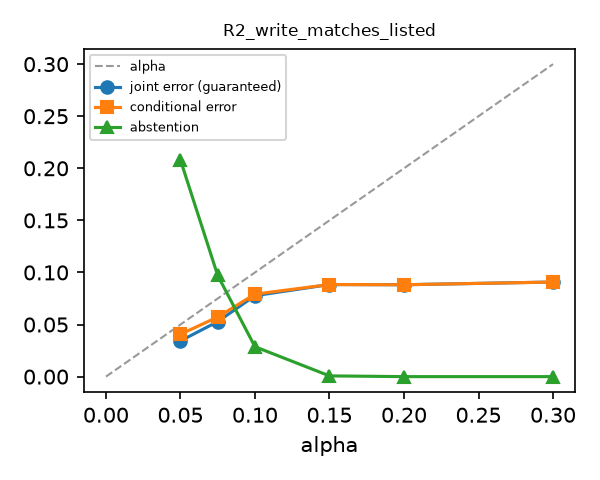 R2_write_matches_listed
alpha
joint error (guaranteed)
conditional error
abstention
0.30
0.25
0.20
0.15
0.10
0.05
0.00
0.00 0.05 0.10 0.15 0.20 0.25 0.30
alpha